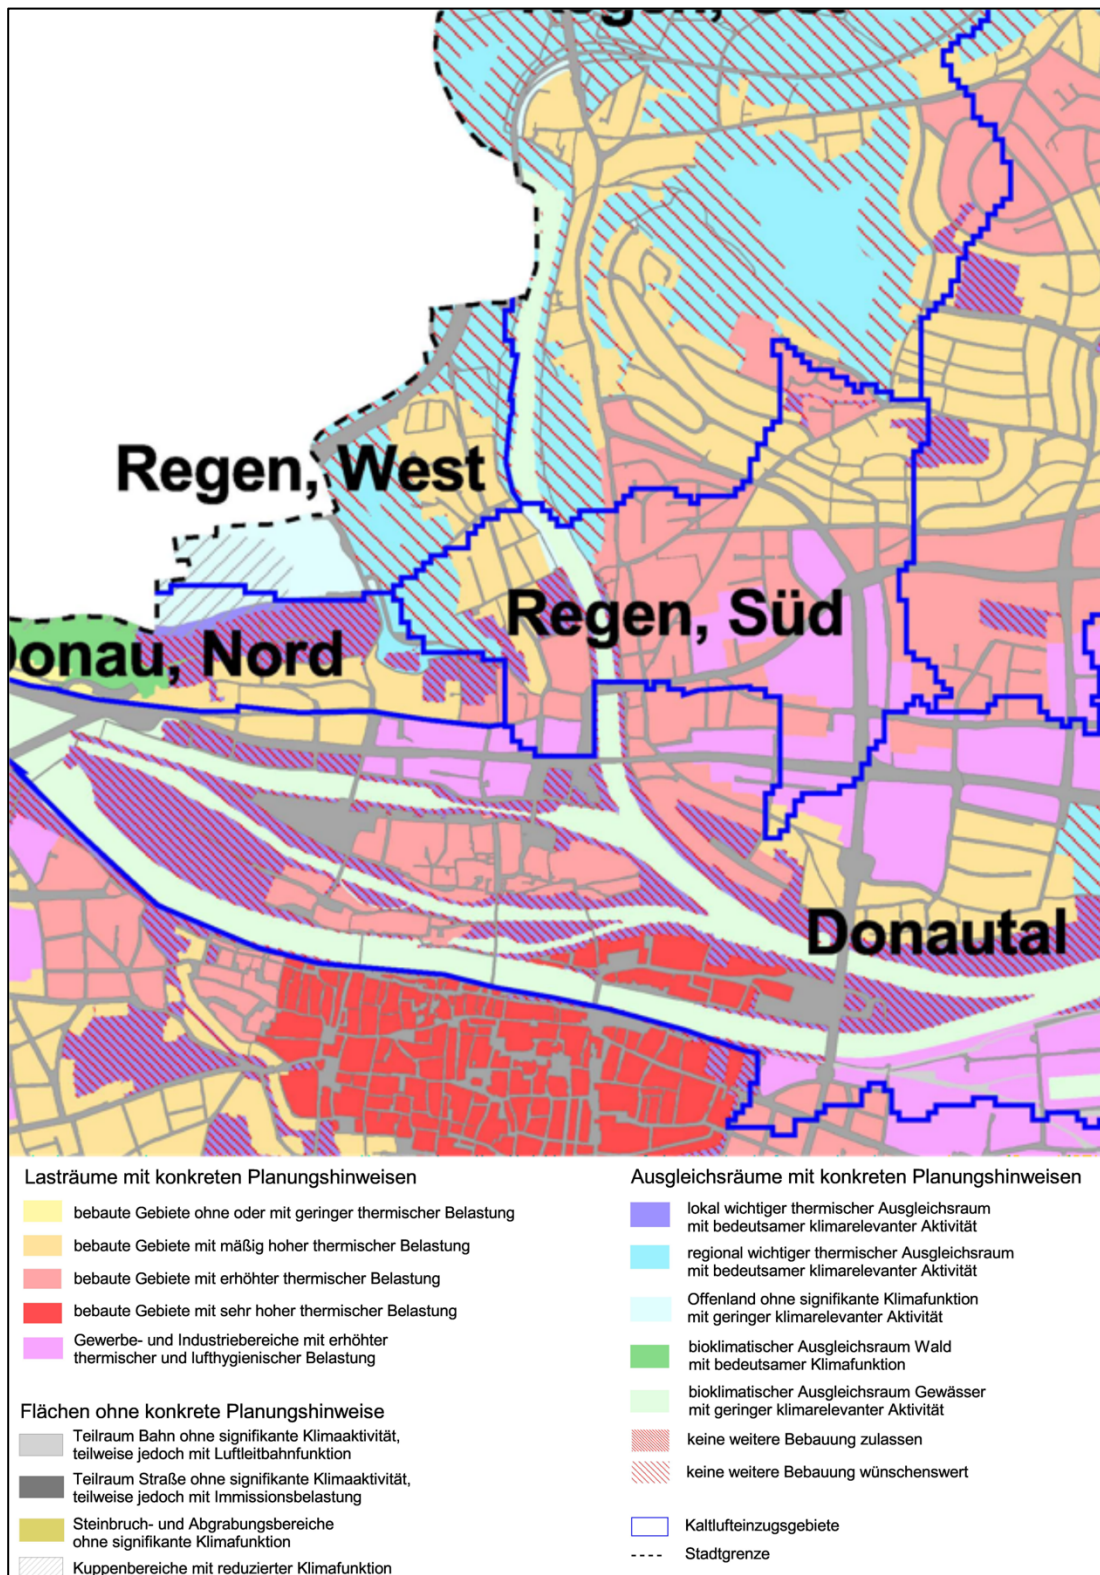 Regen, West
Regen, Süd
Donau, Nord
Donautal
Lasträume mit konkreten Planungshinweisen
bebaute Gebiete ohne oder mit geringer thermischer Belastung
bebaute Gebiete mit mäßig hoher thermischer Belastung
bebaute Gebiete mit erhöhter thermischer Belastung
bebaute Gebiete mit sehr hoher thermischer Belastung
Gewerbe- und Industriebereiche mit erhöhter
thermischer und lufthygienischer Belastung
Flächen ohne konkrete Planungshinweise
Teilraum Bahn ohne signifikante Klimaaktivität,
teilweise jedoch mit Luftleitbahnfunktion
Teilraum Straße ohne signifikante Klimaaktivität,
teilweise jedoch mit Immissionsbelastung
Steinbruch- und Abgrabungsbereiche
ohne signifikante Klimafunktion
Kuppenbereiche mit reduzierter Klimafunktion
Ausgleichsräume mit konkreten Planungshinweisen
lokal wichtiger thermischer Ausgleichsraum
mit bedeutsamer klimarelevanter Aktivität
regional wichtiger thermischer Ausgleichsraum
mit bedeutsamer klimarelevanter Aktivität
Offenland ohne signifikante Klimafunktion
mit geringer klimarelevanter Aktivität
bioklimatischer Ausgleichsraum Wald
mit bedeutsamer Klimafunktion
bioklimatischer Ausgleichsraum Gewässer
mit geringer klimarelevanter Aktivität
keine weitere Bebauung zulassen
keine weitere Bebauung wünschenswert
Kaltlufteinzugsgebiete
Stadtgrenze